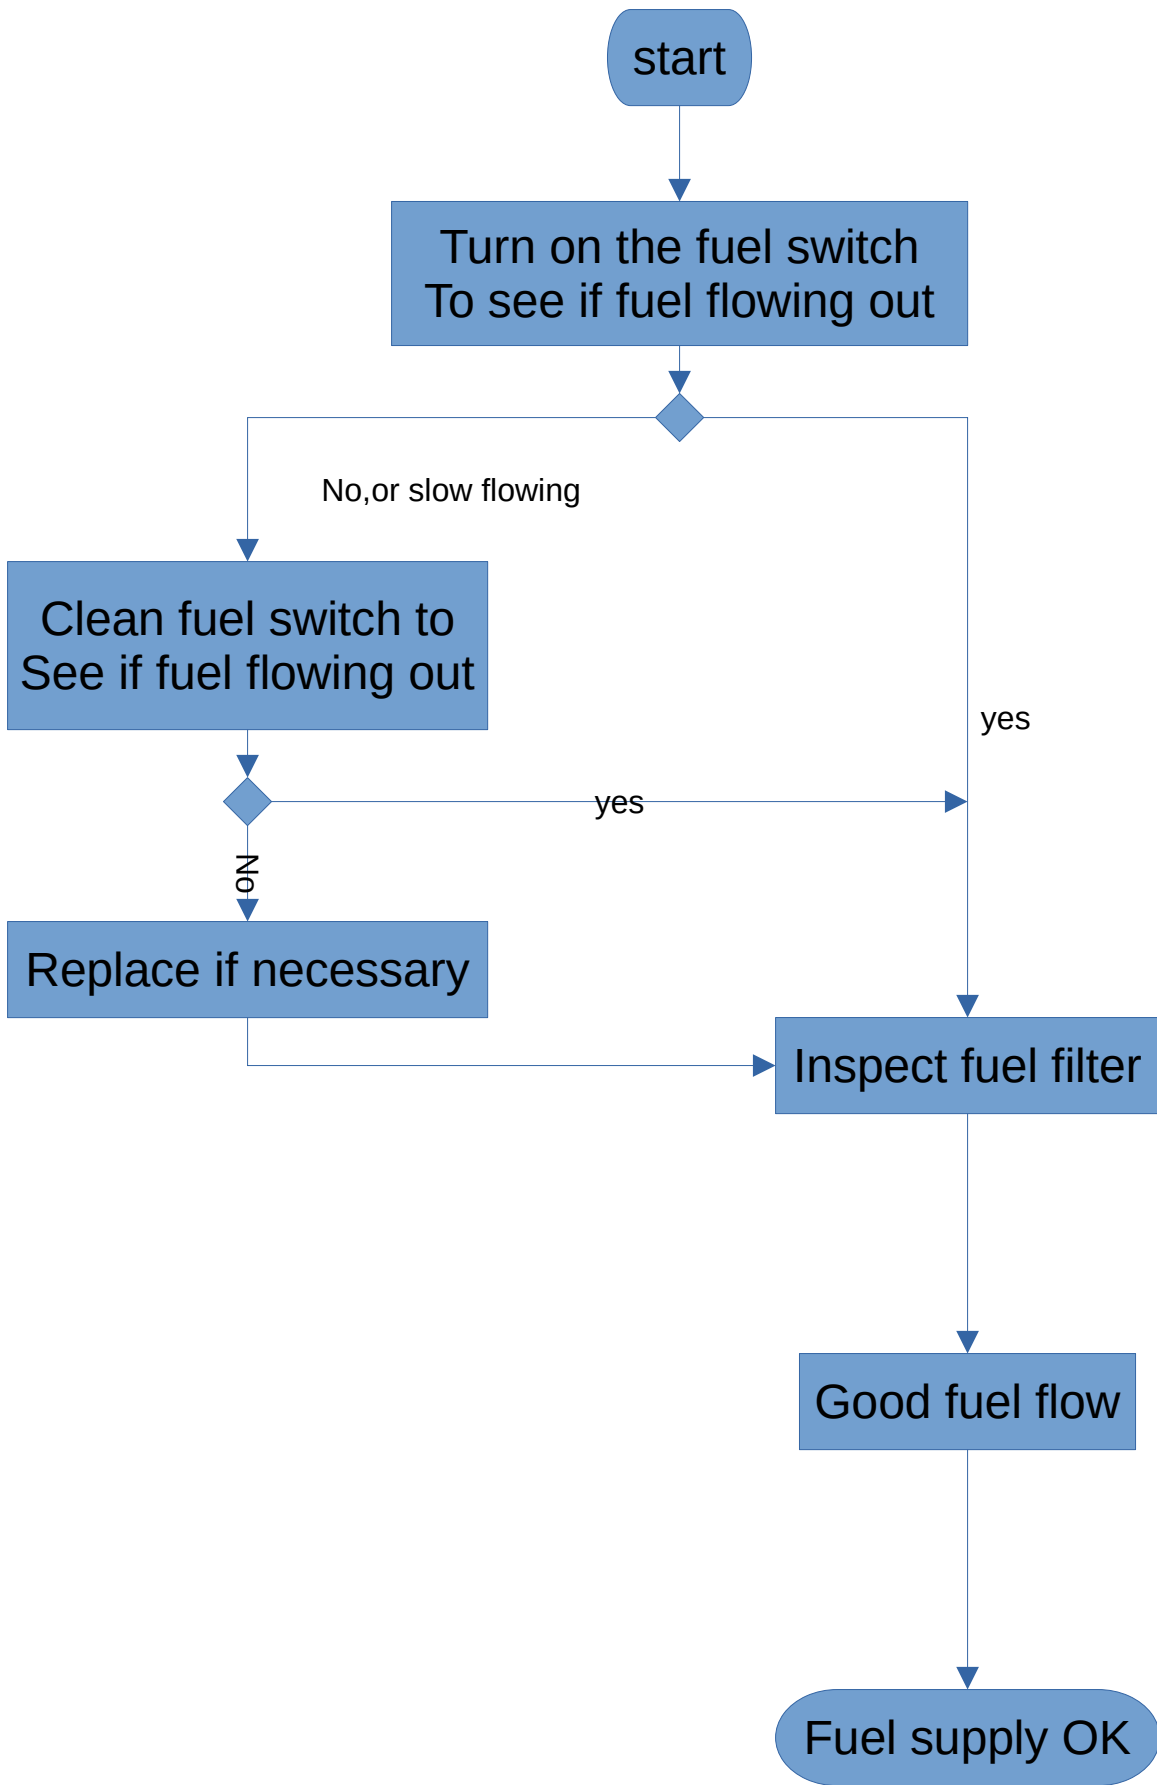 start
Turn on the fuel switch
To see if fuel flowing out
No,or slow flowing
Clean fuel switch to
See if fuel flowing out
yes
yes
No
Replace if necessary
Inspect fuel filter
Good fuel flow
Fuel supply OK